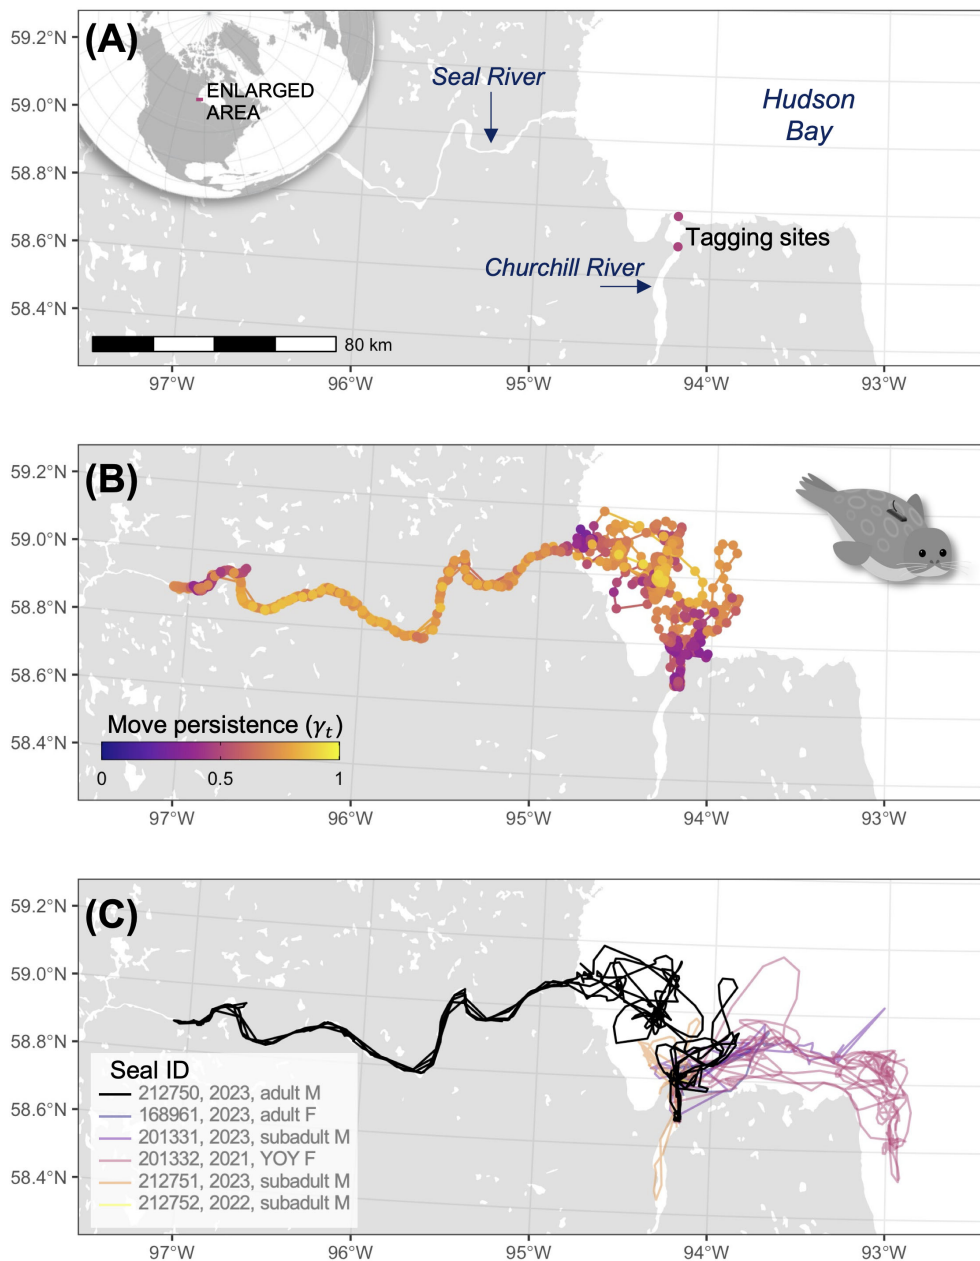 (A)
ENLARGED
AREA
Seal River
Hudson
Bay
Tagging sites
Churchill River
80 km
59.2°N
59.0°N
58.8°N
58.6°N
58.4°N
97°W
96°W
95°W
94°W
93°W
(B)
Move persistence (γt)
0
0.5
1
59.2°N
59.0°N
58.8°N
58.6°N
58.4°N
97°W
96°W
95°W
94°W
93°W
(C)
Seal ID
212750, 2023, adult M
168961, 2023, adult F
201331, 2023, subadult M
201332, 2021, YOY F
212751, 2023, subadult M
212752, 2022, subadult M
59.2°N
59.0°N
58.8°N
58.6°N
58.4°N
97°W
96°W
95°W
94°W
93°W